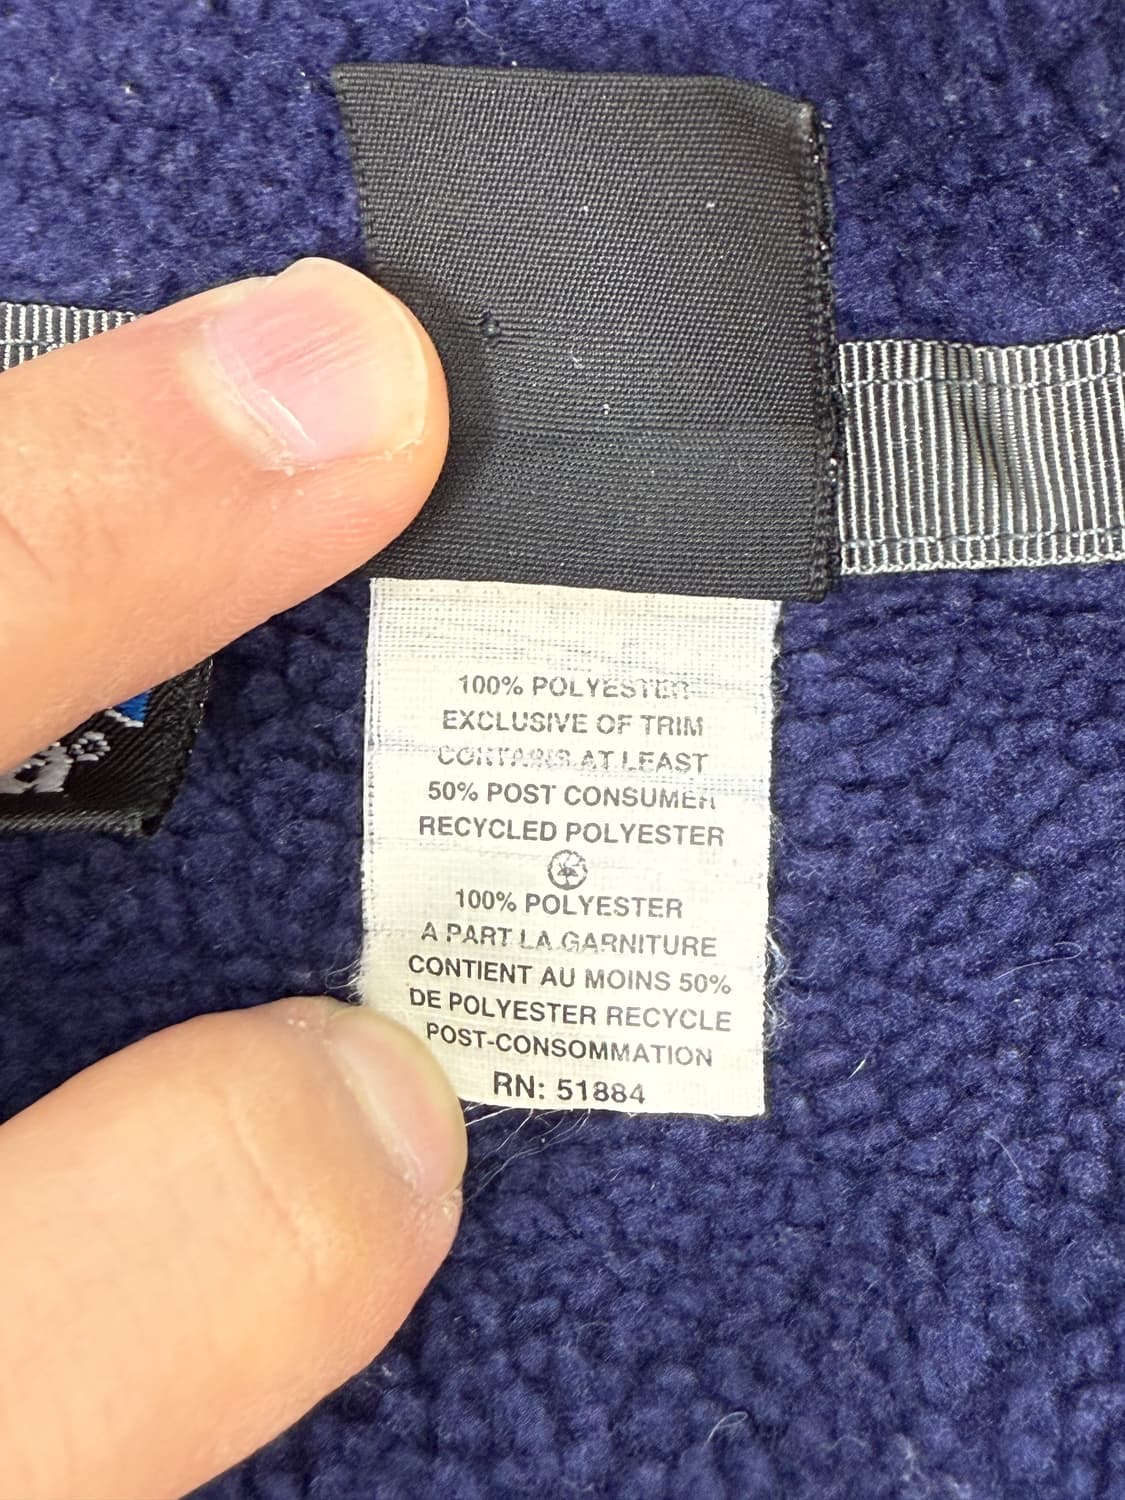 100% POLYESTER
EXCLUSIVE OF TRIM
CONTAINS AT LEAST
50% POST CONSUMER
RECYCLED POLYESTER
100% POLYESTER
A PART LA GARNITURE
CONTIENT AU MOINS 50%
DE POLYESTER RECYCLE
POST-CONSOMMATION
RN: 51884